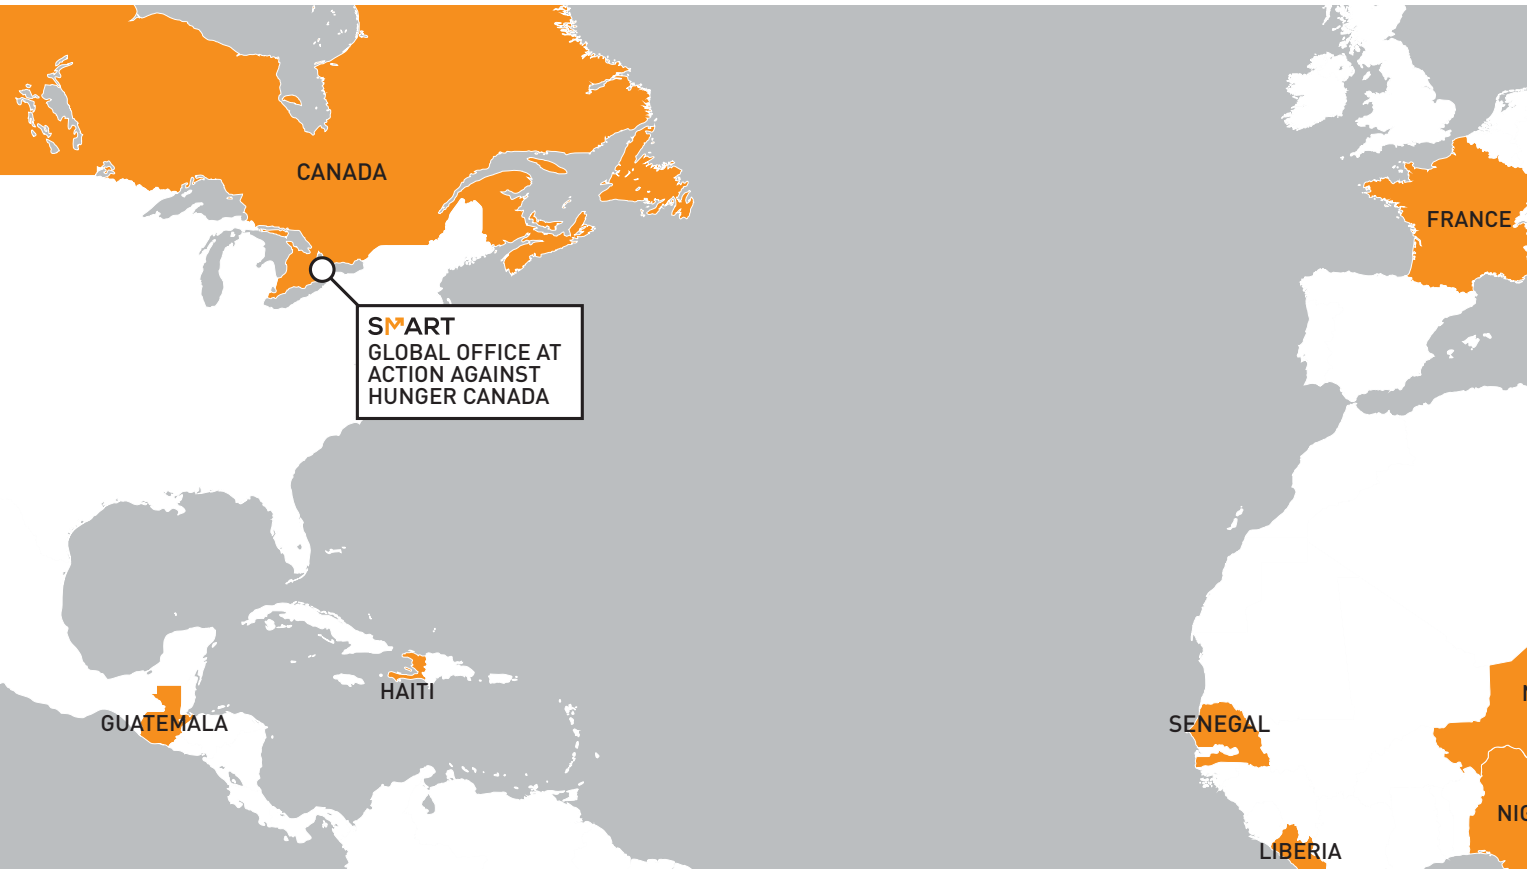 CANADA
FRANCE
SMART
GLOBAL OFFICE AT
ACTION AGAINST
HUNGER CANADA
HAITI
GUATEMALA
SENEGAL
LIBERIA